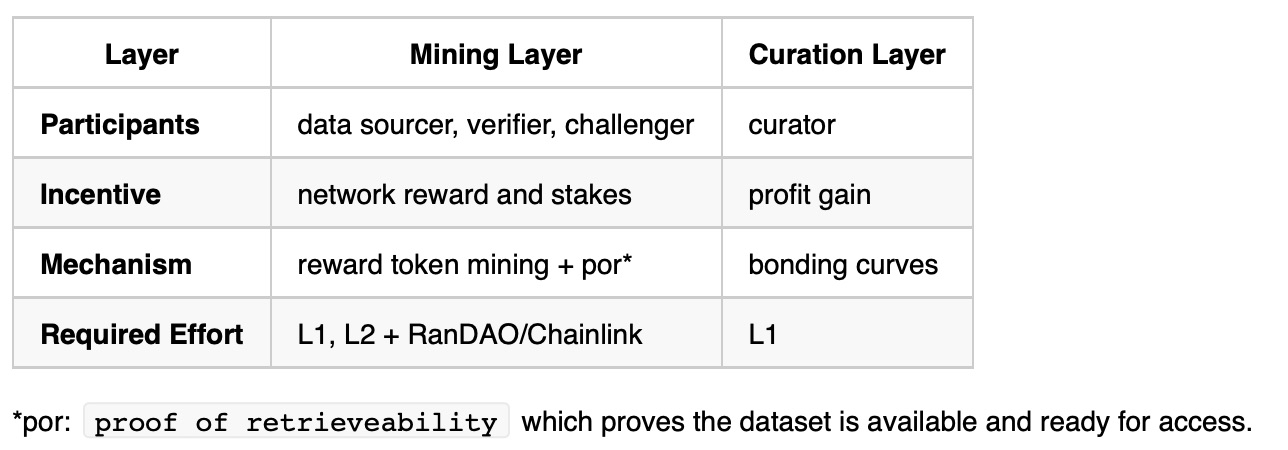 Layer Mining Layer Curation Layer
Participants data sourcer, verifier, challenger curator
Incentive network reward and stakes profit gain
Mechanism reward token mining + por* bonding curves
Required Effort L1, L2 + RanDAO/Chainlink L1
*por: proof of retrieveability which proves the dataset is available and ready for access.